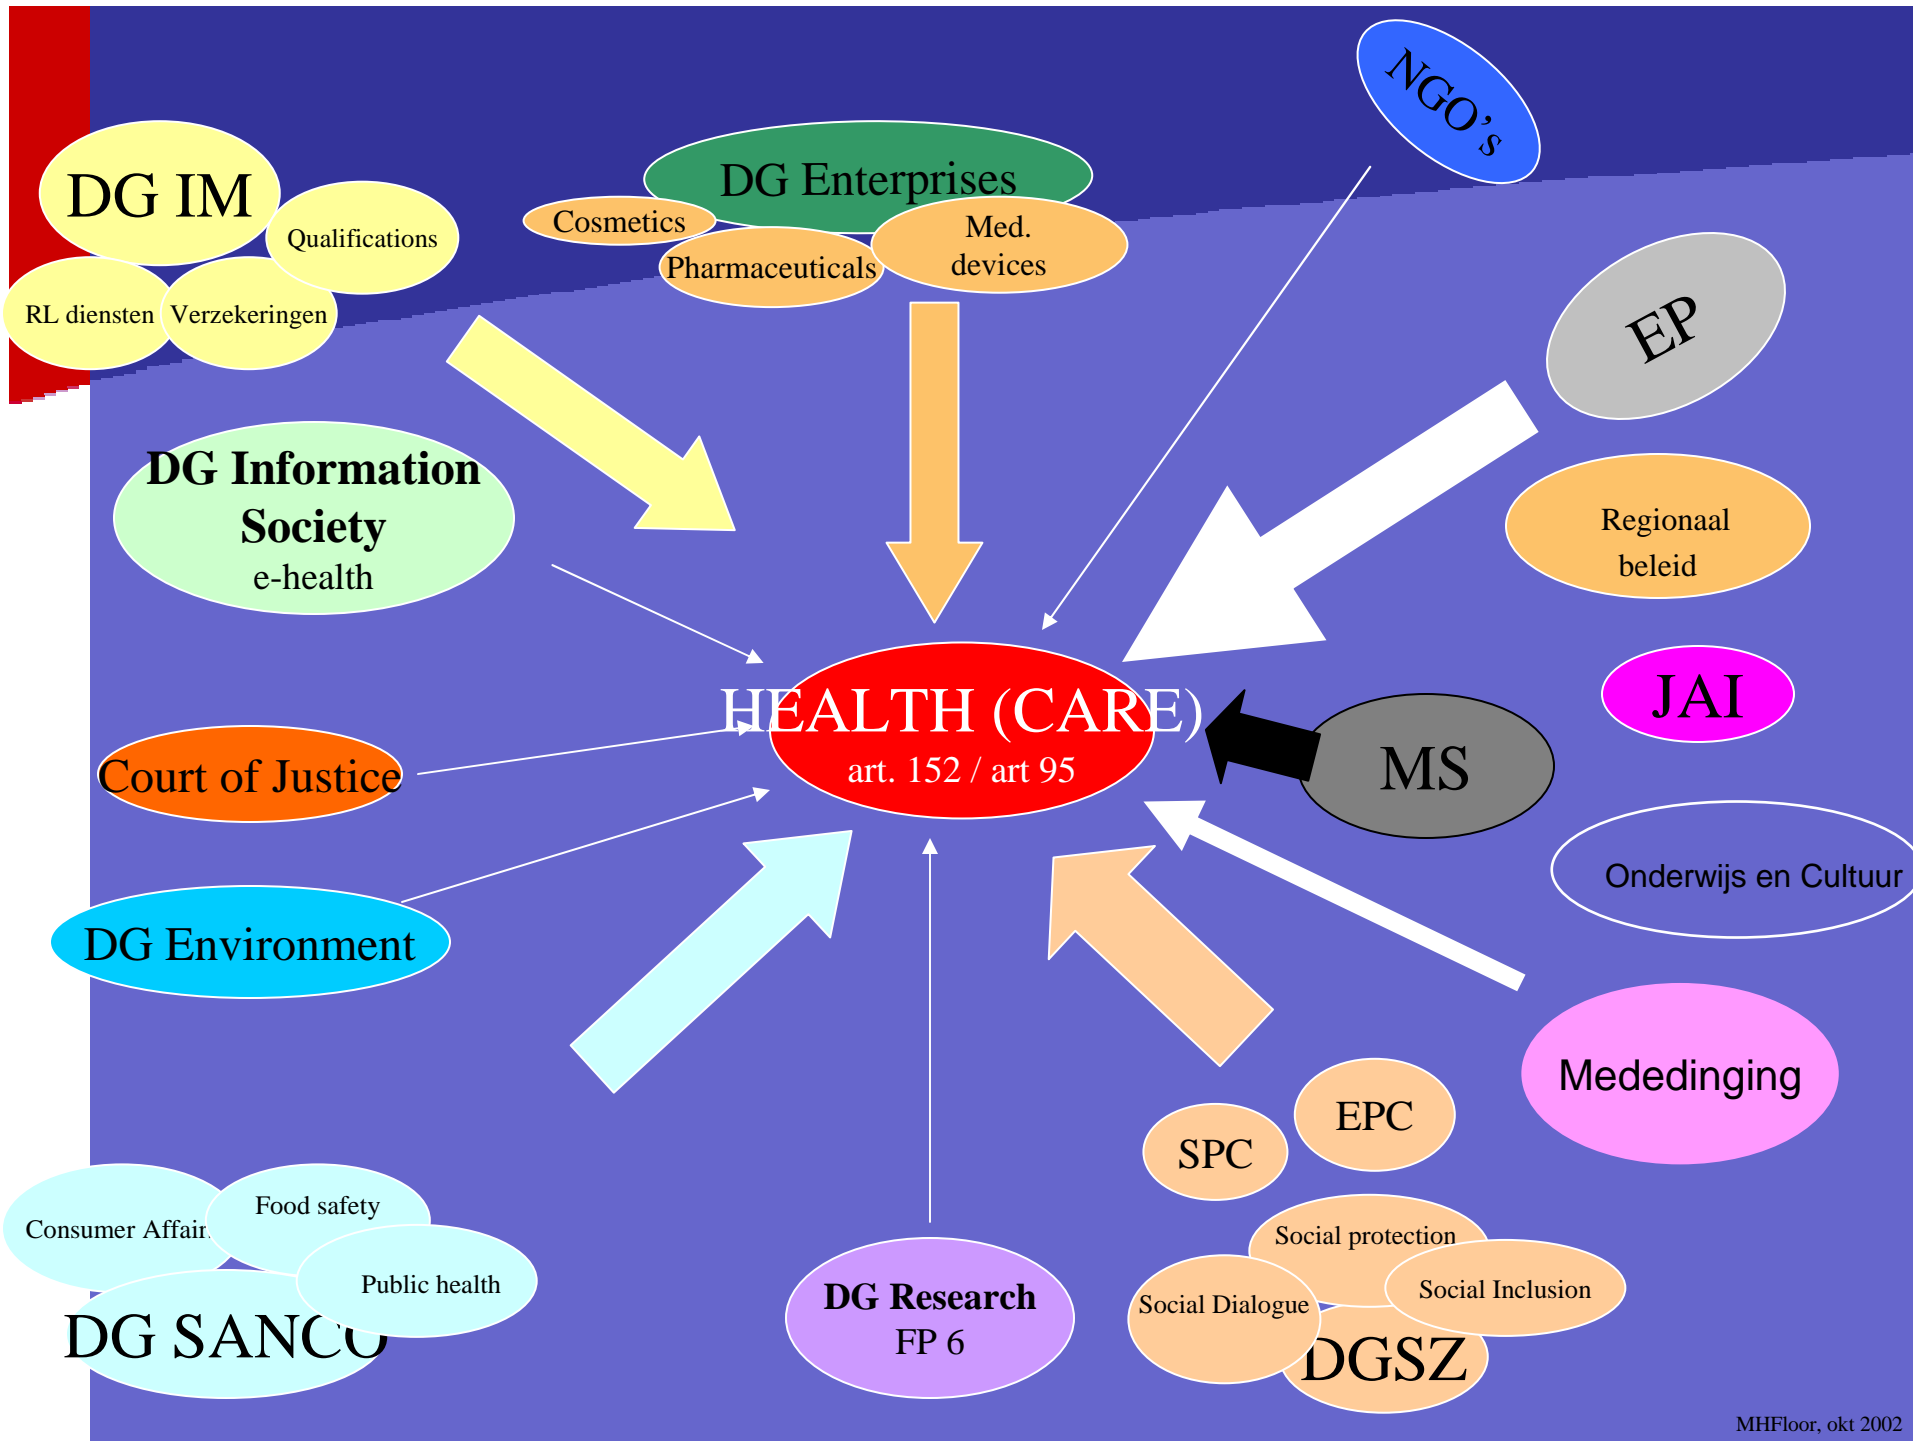 NGO's
DG IM
Qualifications
RL diensten
Verzekeringen
DG Enterprises
Cosmetics
Pharmaceuticals
Med.
devices
EP
DG Information
Society
e-health
Regionaal
beleid
HEALTH (CARE)
art. 152 / art 95
JAI
MS
Court of Justice
Onderwijs en Cultuur
DG Environment
Mededinging
EPC
SPC
Consumer Affair
Food safety
Public health
DG SANCO
DG Research
FP 6
Social protection
Social Inclusion
Social Dialogue
DGSZ
MHFloor, okt 2002